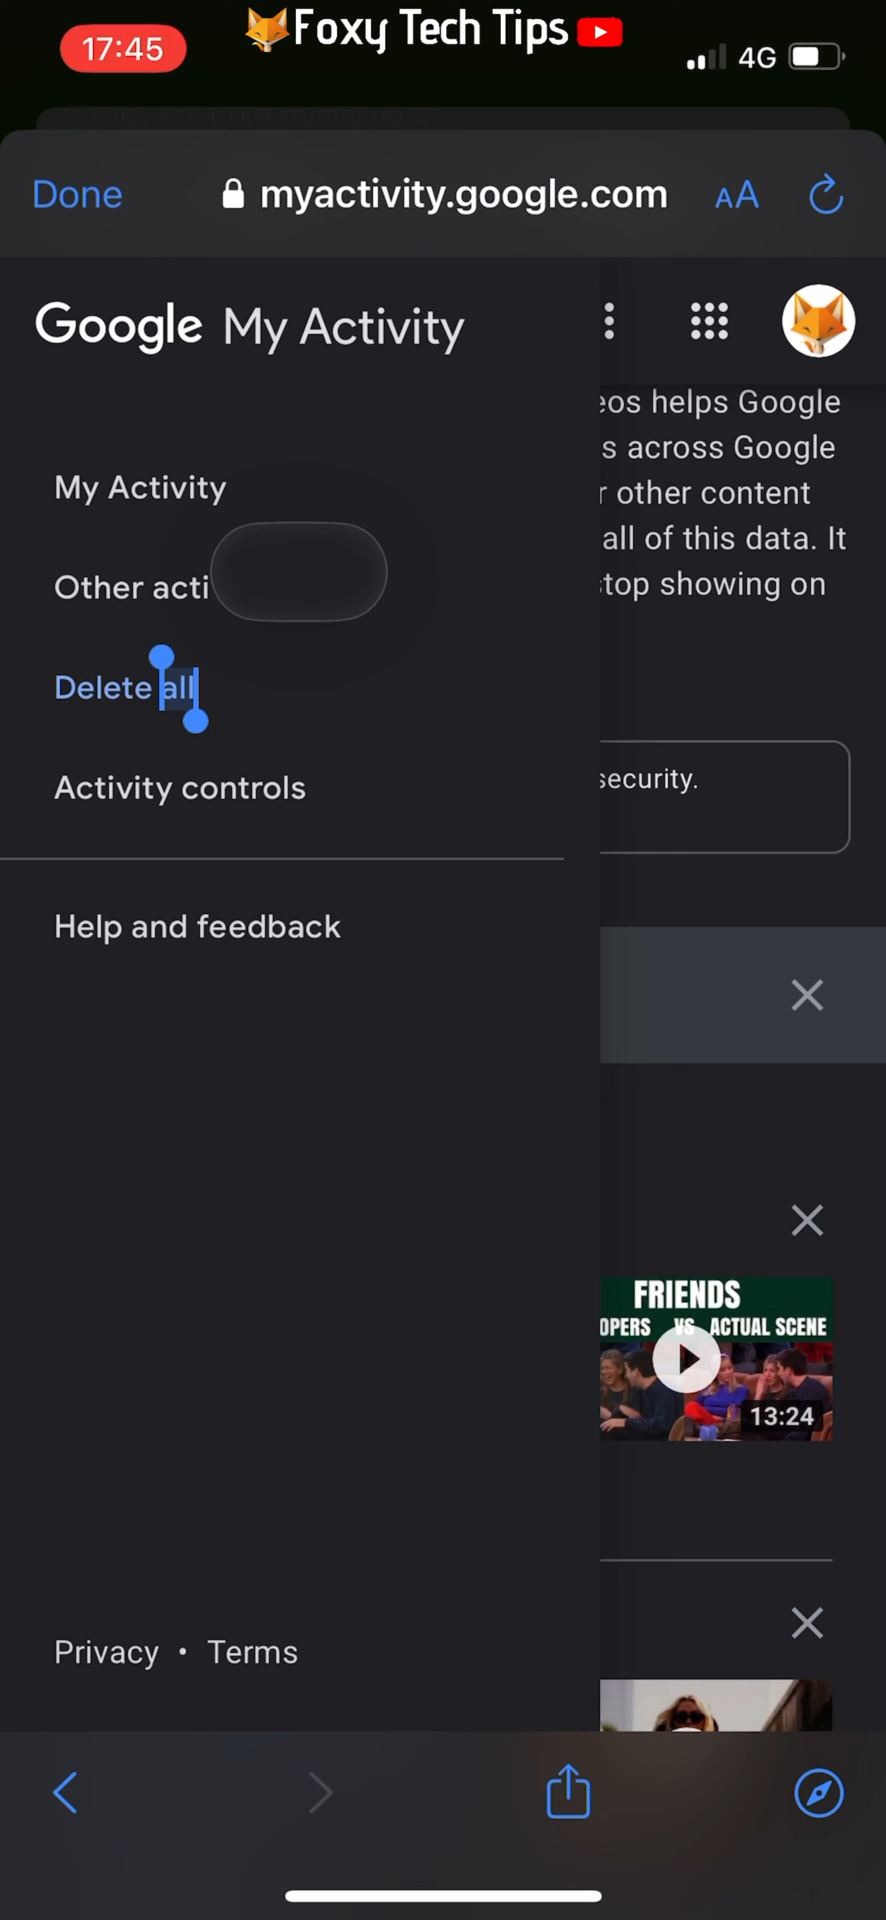 17:45
Foxy Tech Tips
4G
Done
myactivity.google.com
AA
Google My Activity
eos helps Google
s across Google
My Activity
r other content
all of this data. It
Other acti
stop showing on
Delete all
Activity controls
security.
Help and feedback
FRIENDS
OPERS VS ACTUAL SCENE
13:24
Privacy • Terms